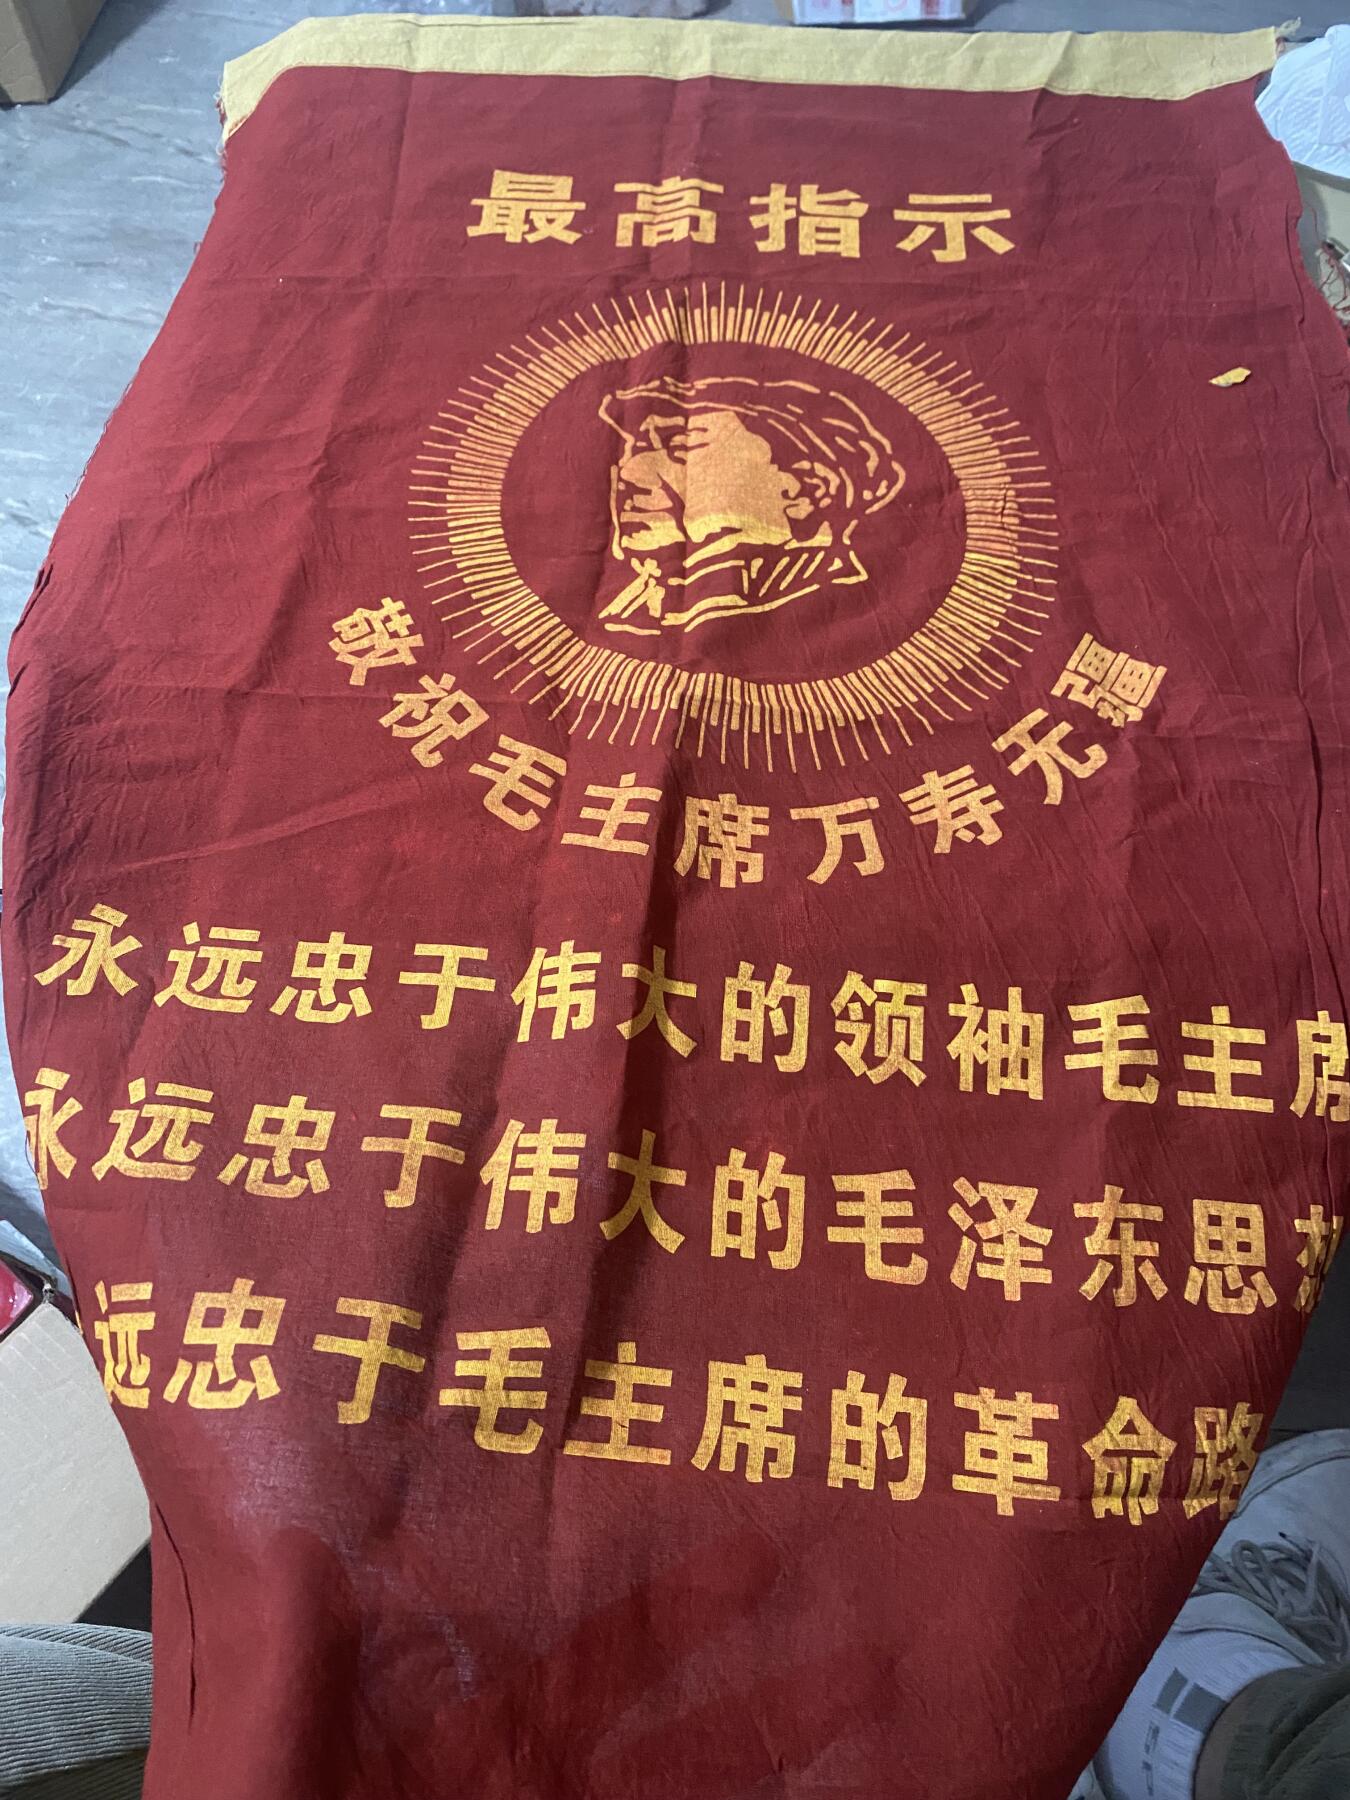 最高指示
敬祝毛主席万寿无疆
永远忠于伟大的领袖毛主席
永远忠于伟大的毛泽东思想
远忠于毛主席的革命路